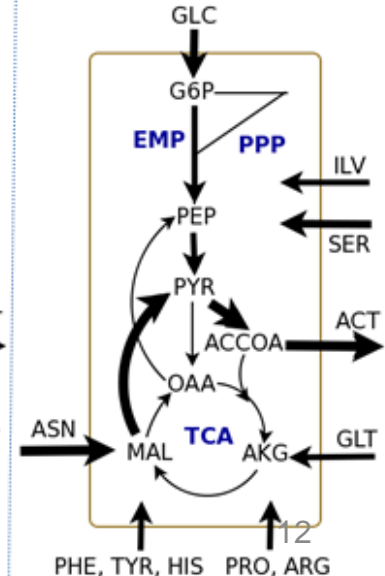 GLC
G6P
EMP
PPP
ILV
PEP
SER
PYR
ACT
ACCOA
OAA
ASN
TCA
GLT
MAL
AKG
12
PHE, TYR, HIS
PRO, ARG